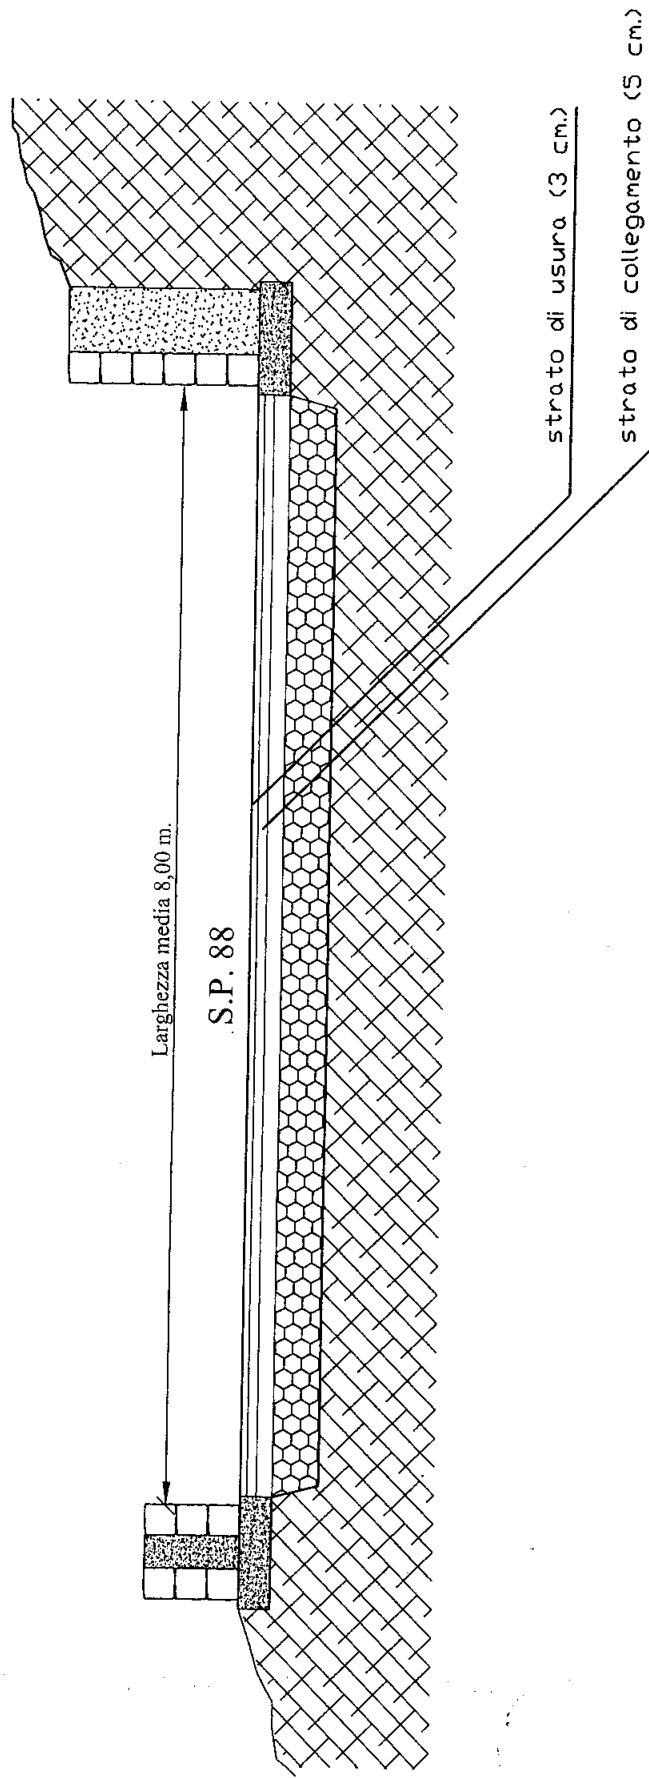 Larghezza media 8,00 m.
S.P. 88
strato di usura (3 cm.)
strato di collegamento (5 cm.)